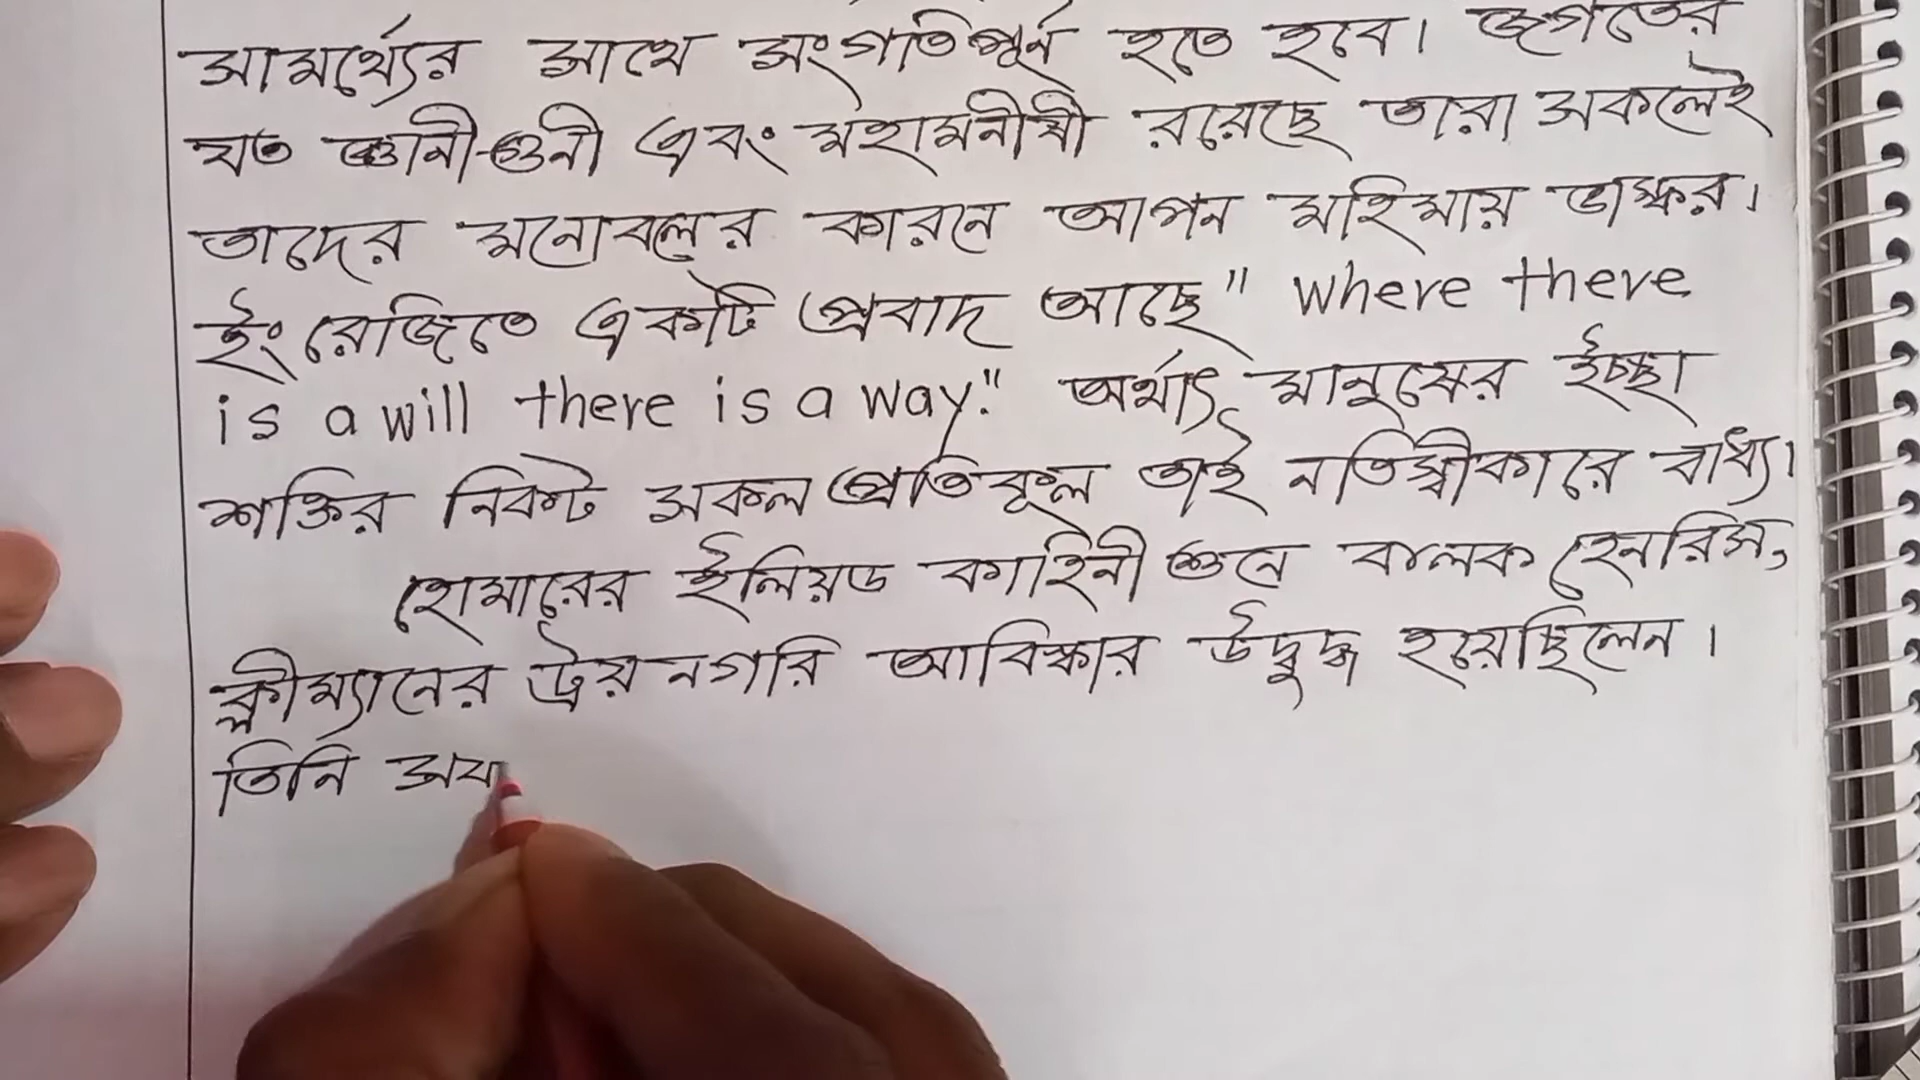 সামর্থ্যের সাথে সংগতিপূর্ন হতে হবে। জগতের
যত জ্ঞানী-গুনী এবং মহামনীষী রয়েছে তারা সকলেই
তাদের মনোবলের কারনে আপন মহিমায় ভাস্কর।
ইংরেজিতে একটি প্রবাদ আছে" where there
is a will there is a way." অর্থাৎ মানুষের ইচ্ছা
শক্তির নিকট সকল প্রতিকূল তাই নতিস্বীকারে বাধ্য।
হোমারের ইলিয়ড কাহিনী শুনে বালক হেনরিস,
ক্লীম্যানের ট্রয় নগরি আবিস্কার উদ্বুদ্ধ হয়েছিলেন।
তিনি